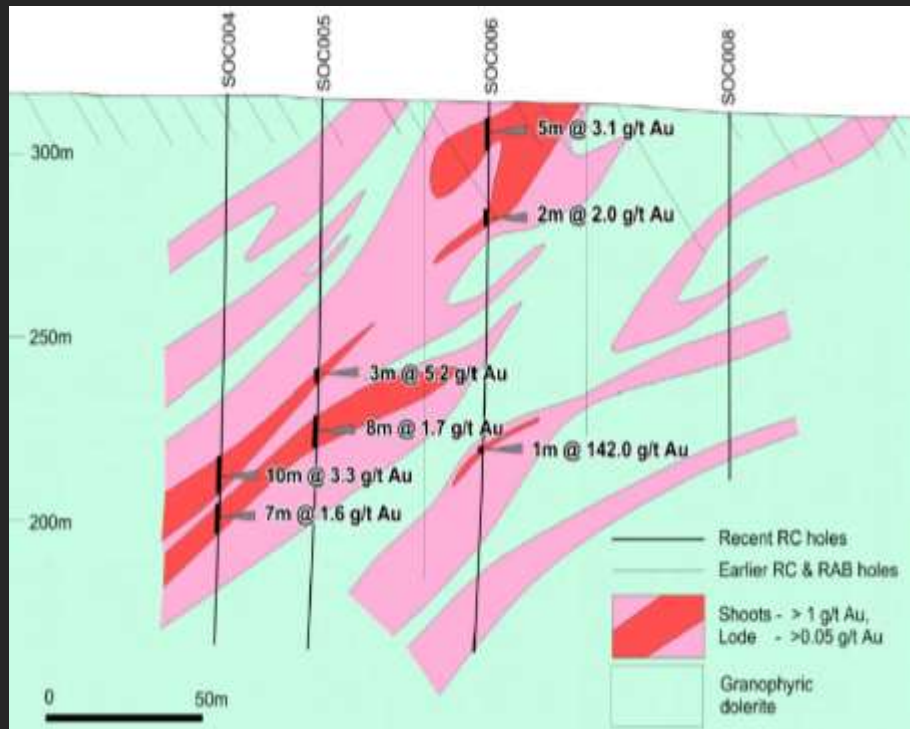 SOC004
SOC005
SOC006
SOC008
5m @ 3.1 g/t Au
300m
2m @ 2.0 g/t Au
250m
3m @ 5.2 g/t Au
8m @ 1.7 g/t Au
1m @ 142.0 g/t Au
10m @ 3.3 g/t Au
7m @ 1.6 g/t Au
200m
Recent RC holes
Earlier RC & RAB holes
Shoots - > 1 g/t Au,
Lode - >0.05 g/t Au
Granophyric
dolerite
0 50m